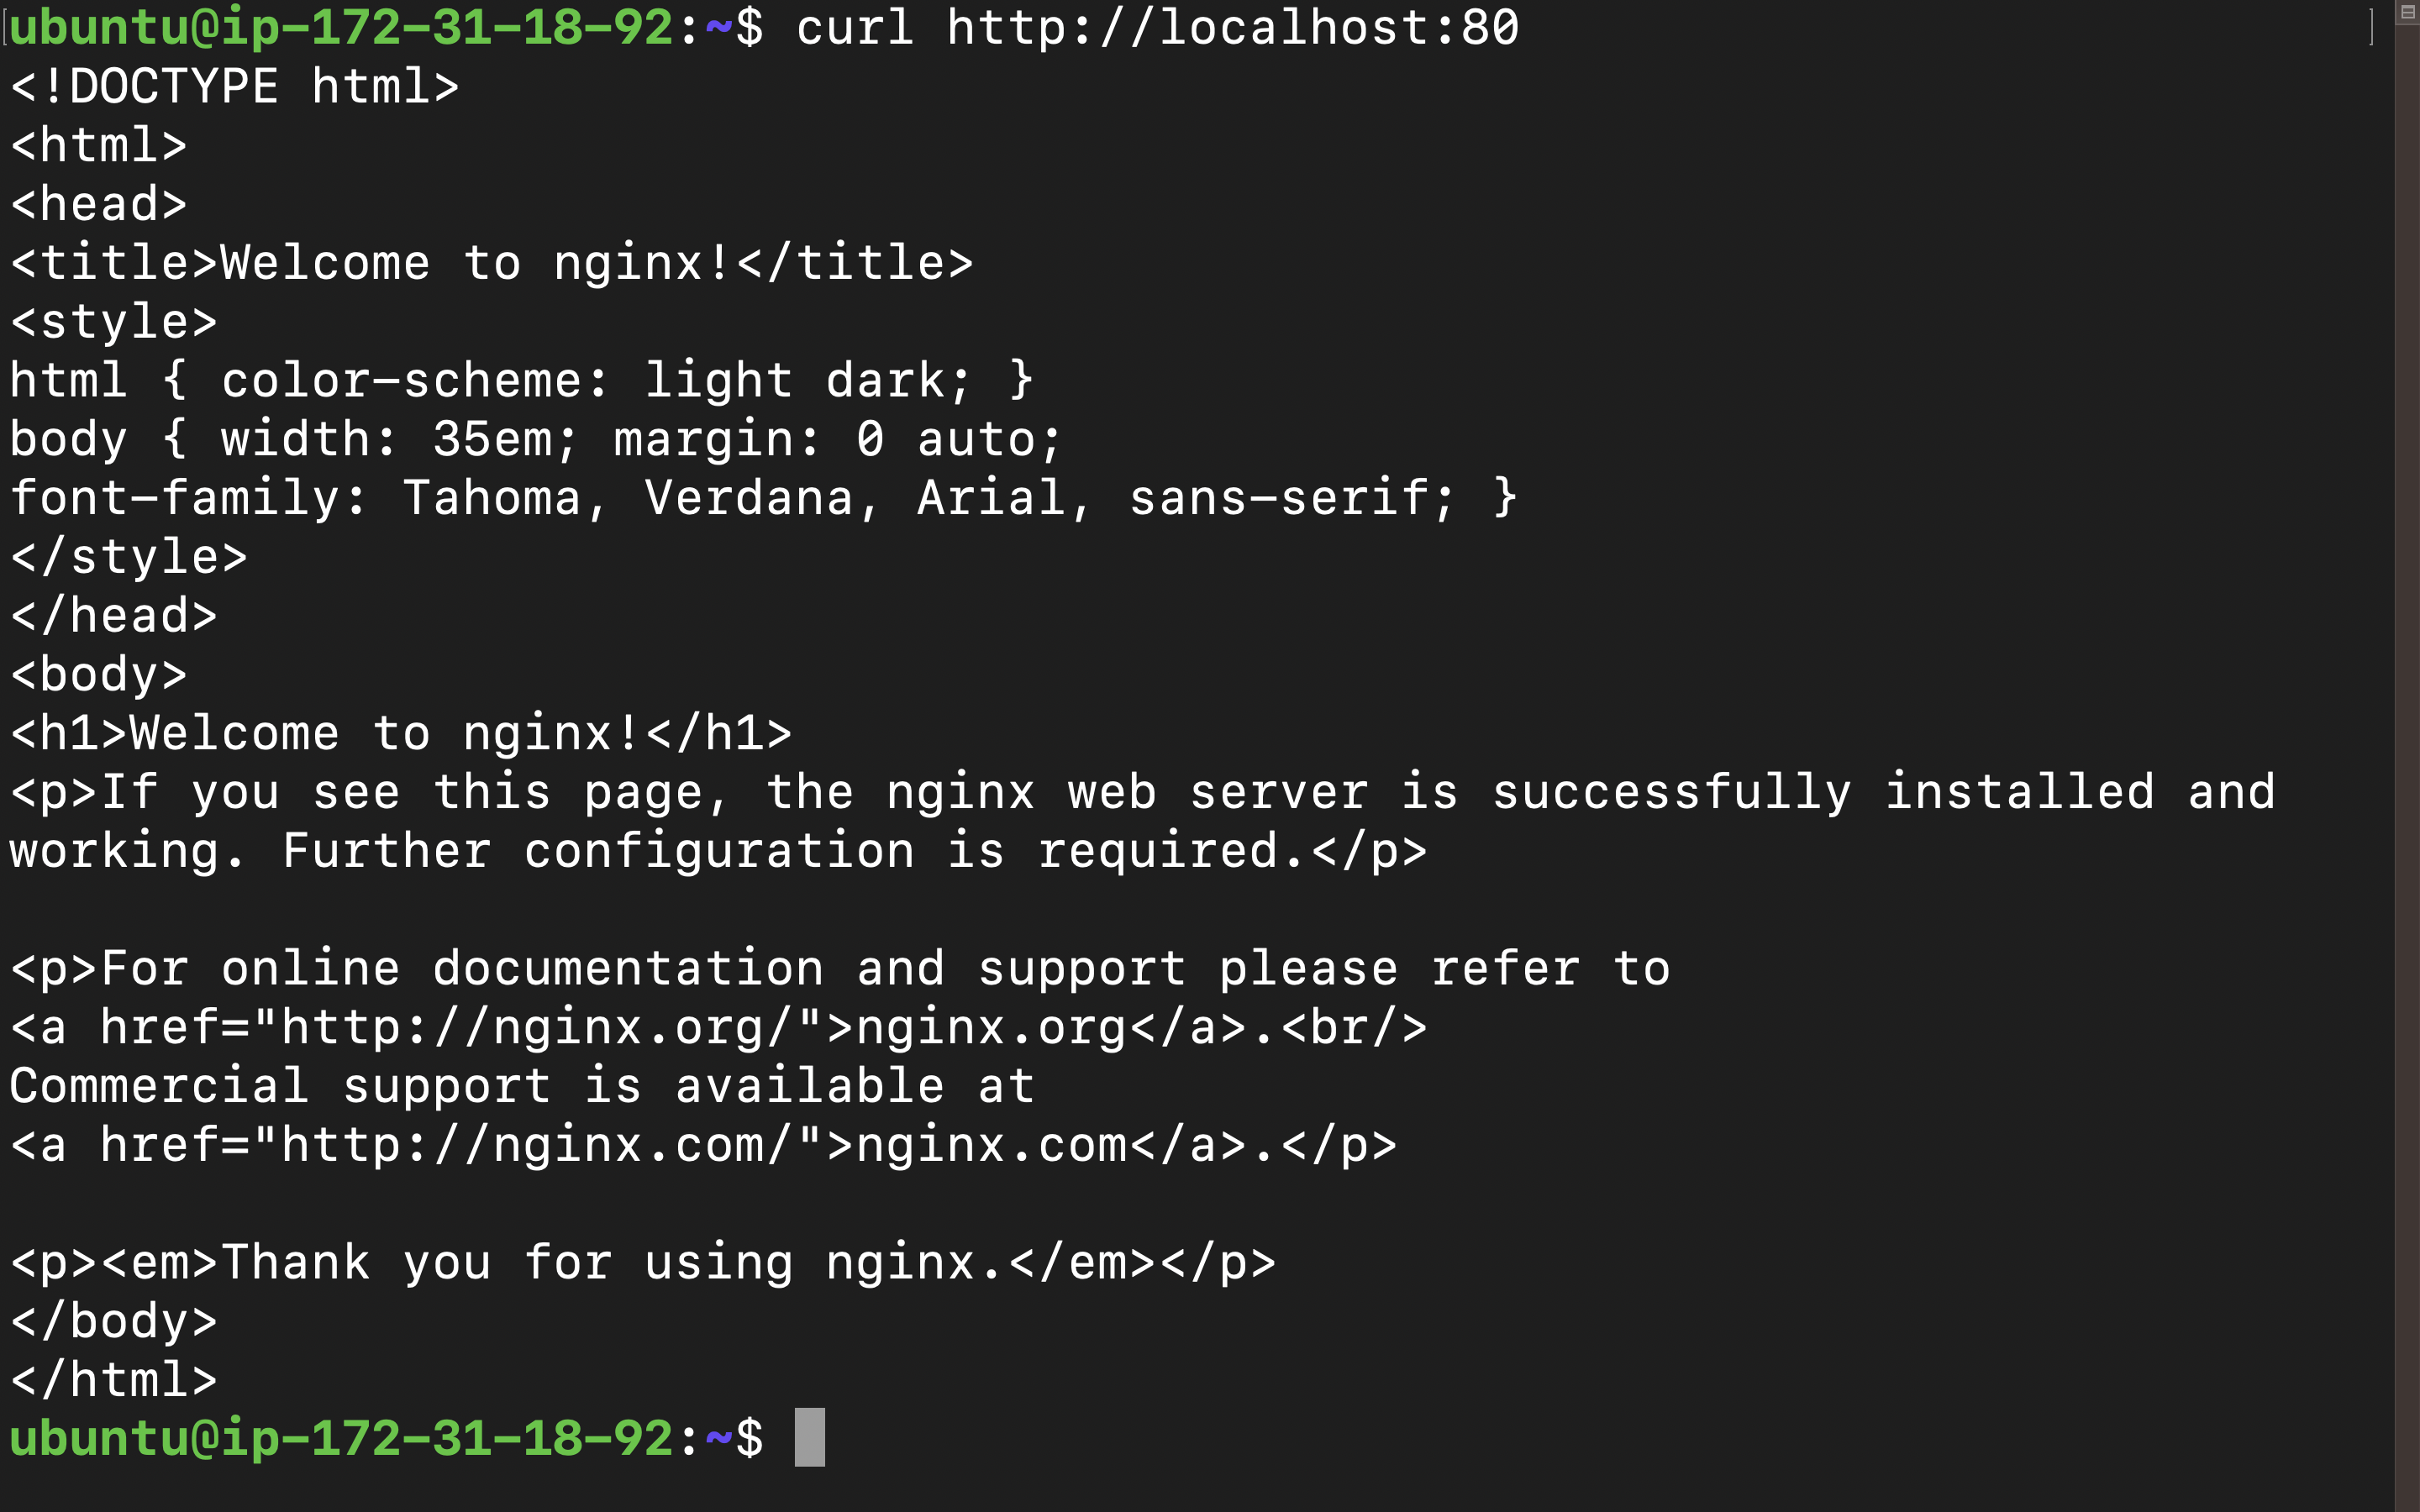 ubuntu@ip-172-31-18-92:~$ curl http://localhost:80
<!DOCTYPE html>
<html>
<head>
<title>Welcome to nginx!</title>
<style>
html { color-scheme: light dark; }
body { width: 35em; margin: 0 auto;
font-family: Tahoma, Verdana, Arial, sans-serif; }
</style>
</head>
<body>
<h1>Welcome to nginx!</h1>
<p>If you see this page, the nginx web server is successfully installed and
working. Further configuration is required.</p>

<p>For online documentation and support please refer to
<a href="http://nginx.org/">nginx.org</a>.<br/>
Commercial support is available at
<a href="http://nginx.com/">nginx.com</a>.</p>

<p><em>Thank you for using nginx.</em></p>
</body>
</html>
ubuntu@ip-172-31-18-92:~$